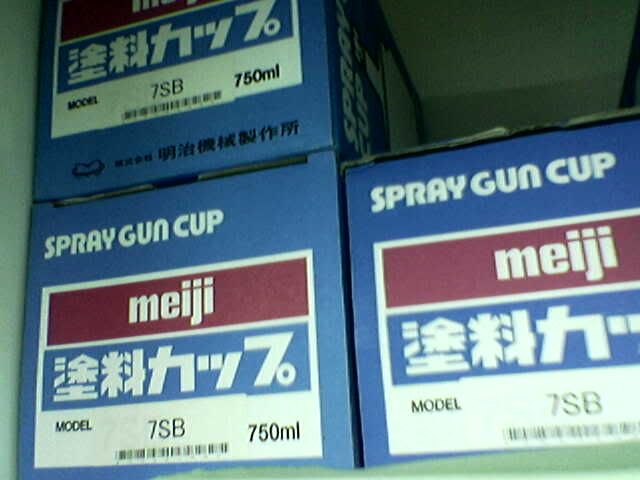 meiji
塗料カップ
MODEL 7SB 750ml
株式会社 明治機械製作所
SPRAY GUN CUP
meiji
塗料カップ
MODEL 7SB 750ml
SPRAY GUN CUP
meiji
塗料カップ
MODEL 7SB